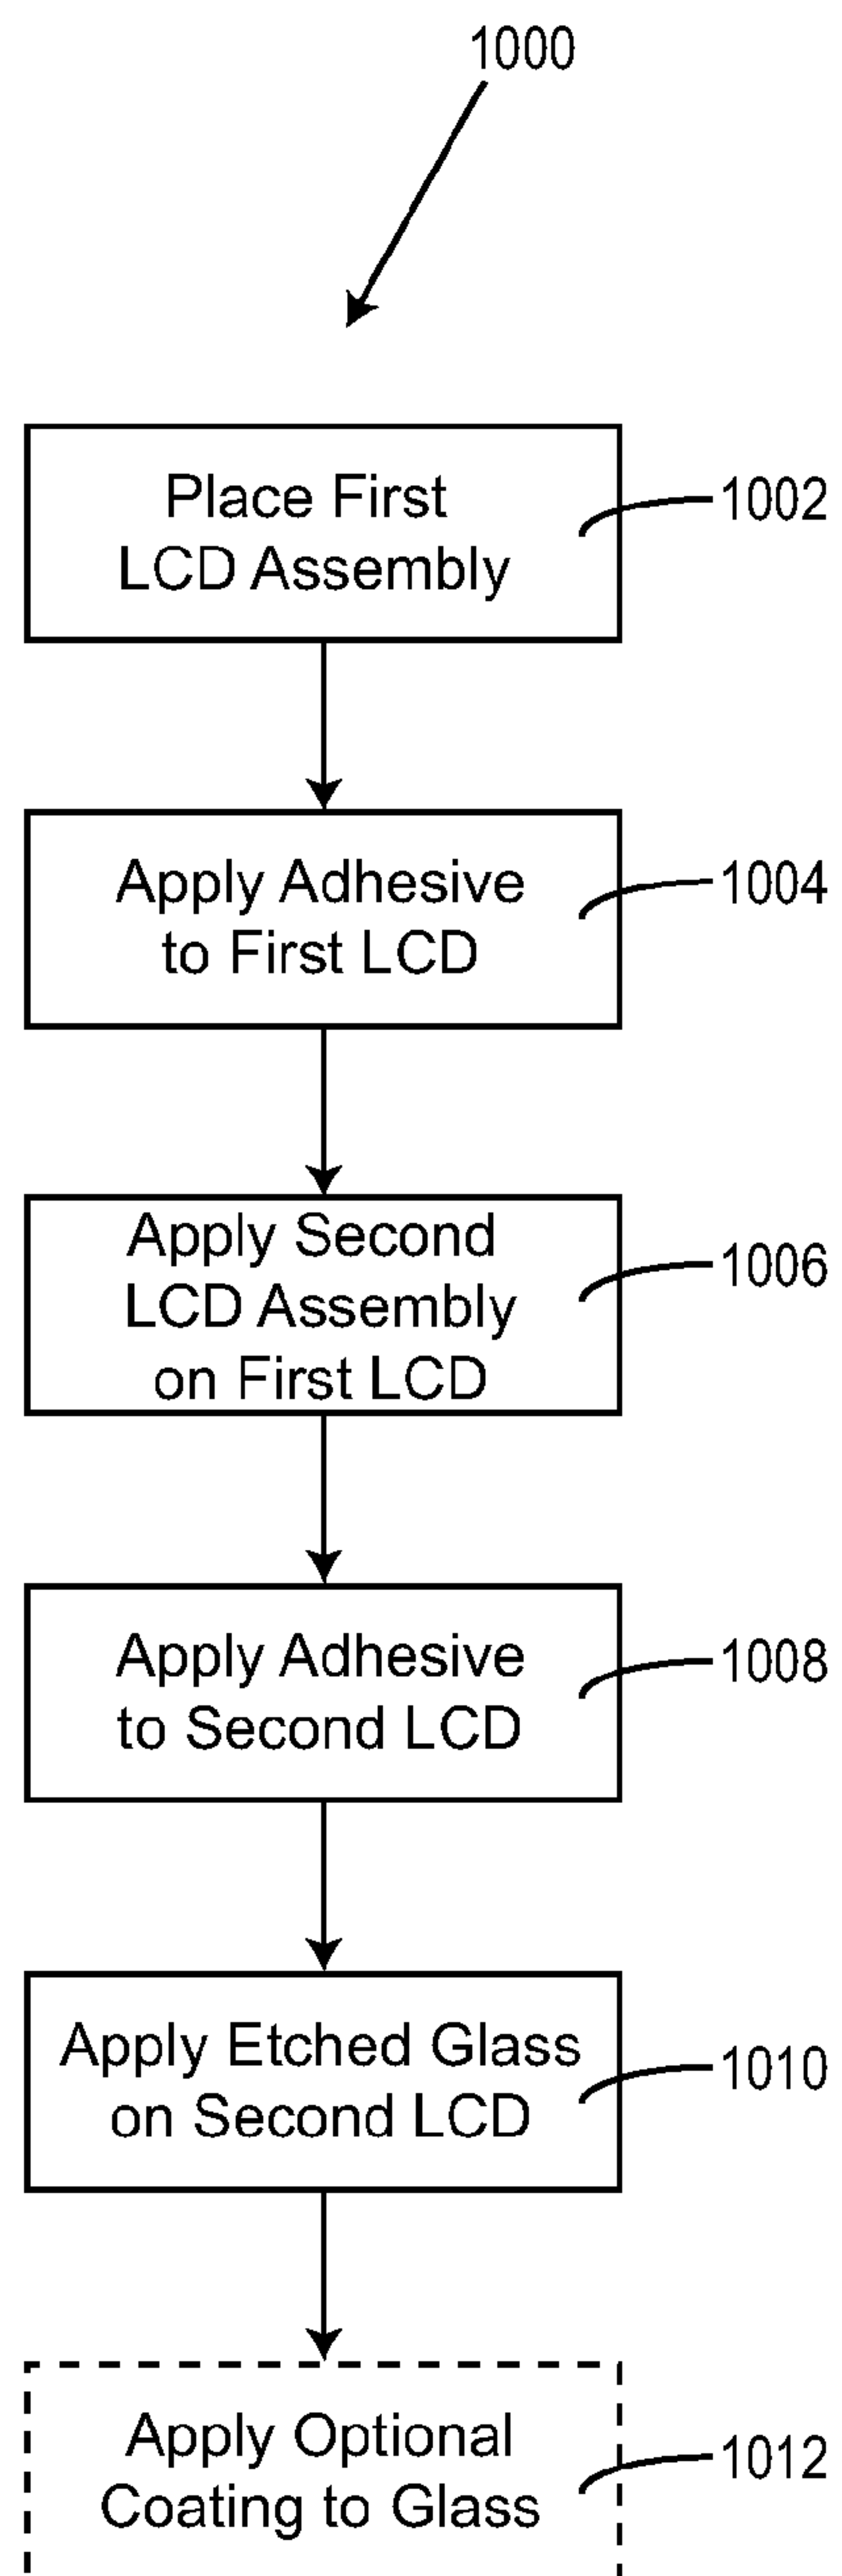 1000
Place First
LCD Assembly
1002
Apply Adhesive
to First LCD
1004
Apply Second
LCD Assembly
on First LCD
1006
Apply Adhesive
to Second LCD
1008
Apply Etched Glass
on Second LCD
1010
Apply Optional
Coating to Glass
1012